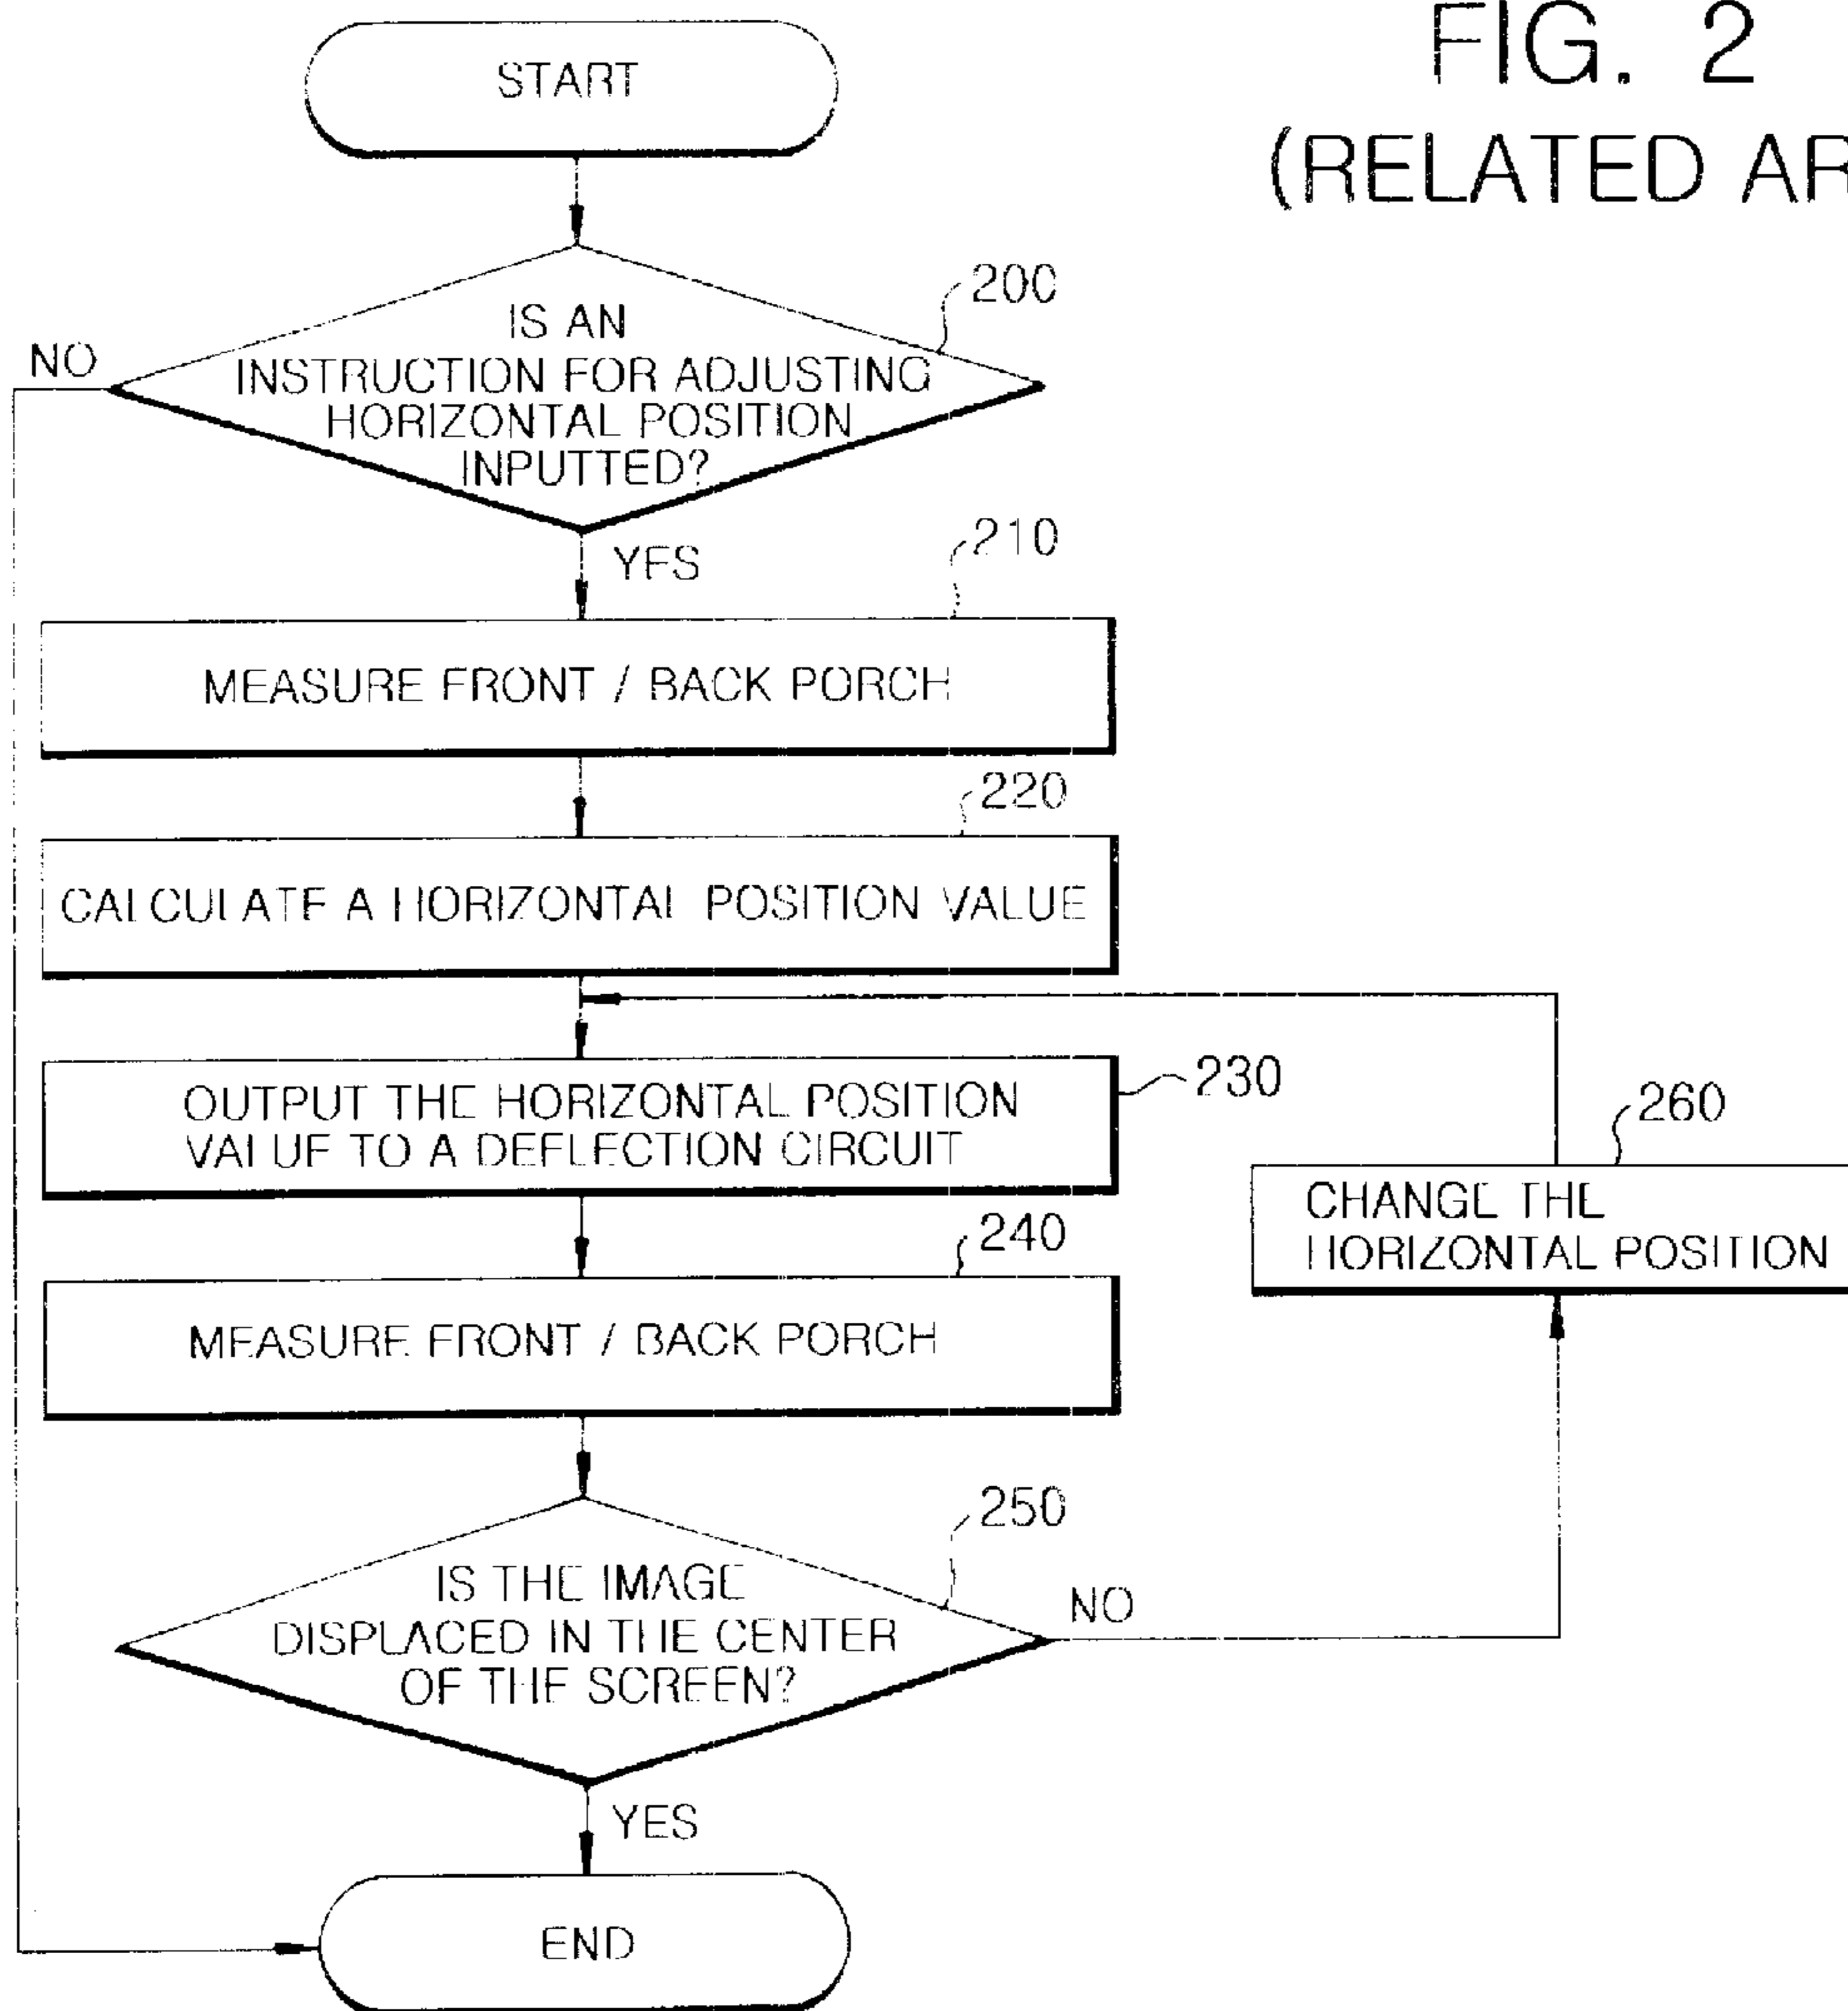 FIG. 2
(RELATED AR
START
200
IS AN
INSTRUCTION FOR ADJUSTING
HORIZONTAL POSITION
INPUTTED?
NO
YES
210
MEASURE FRONT / BACK PORCH
220
CALCULATE A HORIZONTAL POSITION VALUE
230
OUTPUT THE HORIZONTAL POSITION
VALUE TO A DEFLECTION CIRCUIT
260
CHANGE THE
HORIZONTAL POSITION
240
MEASURE FRONT / BACK PORCH
250
IS THE IMAGE
DISPLACED IN THE CENTER
OF THE SCREEN?
NO
YES
END